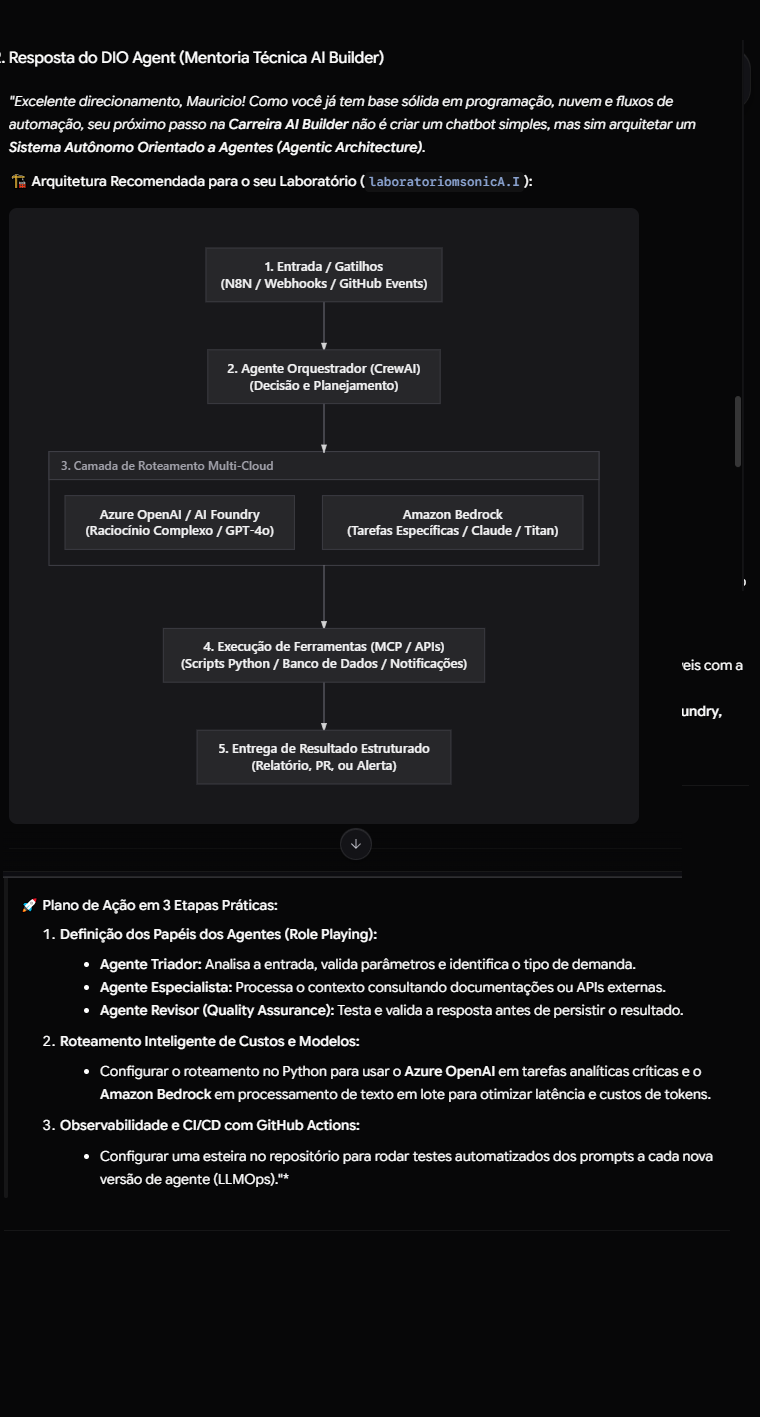 2. Resposta do DIO Agent (Mentoria Técnica AI Builder)
"Excelente direcionamento, Mauricio! Como você já tem base sólida em programação, nuvem e fluxos de
automação, seu próximo passo na Carreira AI Builder não é criar um chatbot simples, mas sim arquitetar um
Sistema Autônomo Orientado a Agentes (Agentic Architecture).
🏗️ Arquitetura Recomendada para o seu Laboratório ( laboratoriomsonicA.I ):
1. Entrada / Gatilhos
(N8N / Webhooks / GitHub Events)
2. Agente Orquestrador (CrewAI)
(Decisão e Planejamento)
3. Camada de Roteamento Multi-Cloud
Azure OpenAI / AI Foundry
(Raciocínio Complexo / GPT-4o)
Amazon Bedrock
(Tarefas Específicas / Claude / Titan)
4. Execução de Ferramentas (MCP / APIs)
(Scripts Python / Banco de Dados / Notificações)
5. Entrega de Resultado Estruturado
(Relatório, PR, ou Alerta)
veis com a
undry,
🚀 Plano de Ação em 3 Etapas Práticas:
1. Definição dos Papéis dos Agentes (Role Playing):
• Agente Triador: Analisa a entrada, valida parâmetros e identifica o tipo de demanda.
• Agente Especialista: Processa o contexto consultando documentações ou APIs externas.
• Agente Revisor (Quality Assurance): Testa e valida a resposta antes de persistir o resultado.
2. Roteamento Inteligente de Custos e Modelos:
• Configurar o roteamento no Python para usar o Azure OpenAI em tarefas analíticas críticas e o
Amazon Bedrock em processamento de texto em lote para otimizar latência e custos de tokens.
3. Observabilidade e CI/CD com GitHub Actions:
• Configurar uma esteira no repositório para rodar testes automatizados dos prompts a cada nova
versão de agente (LLMOps)."*